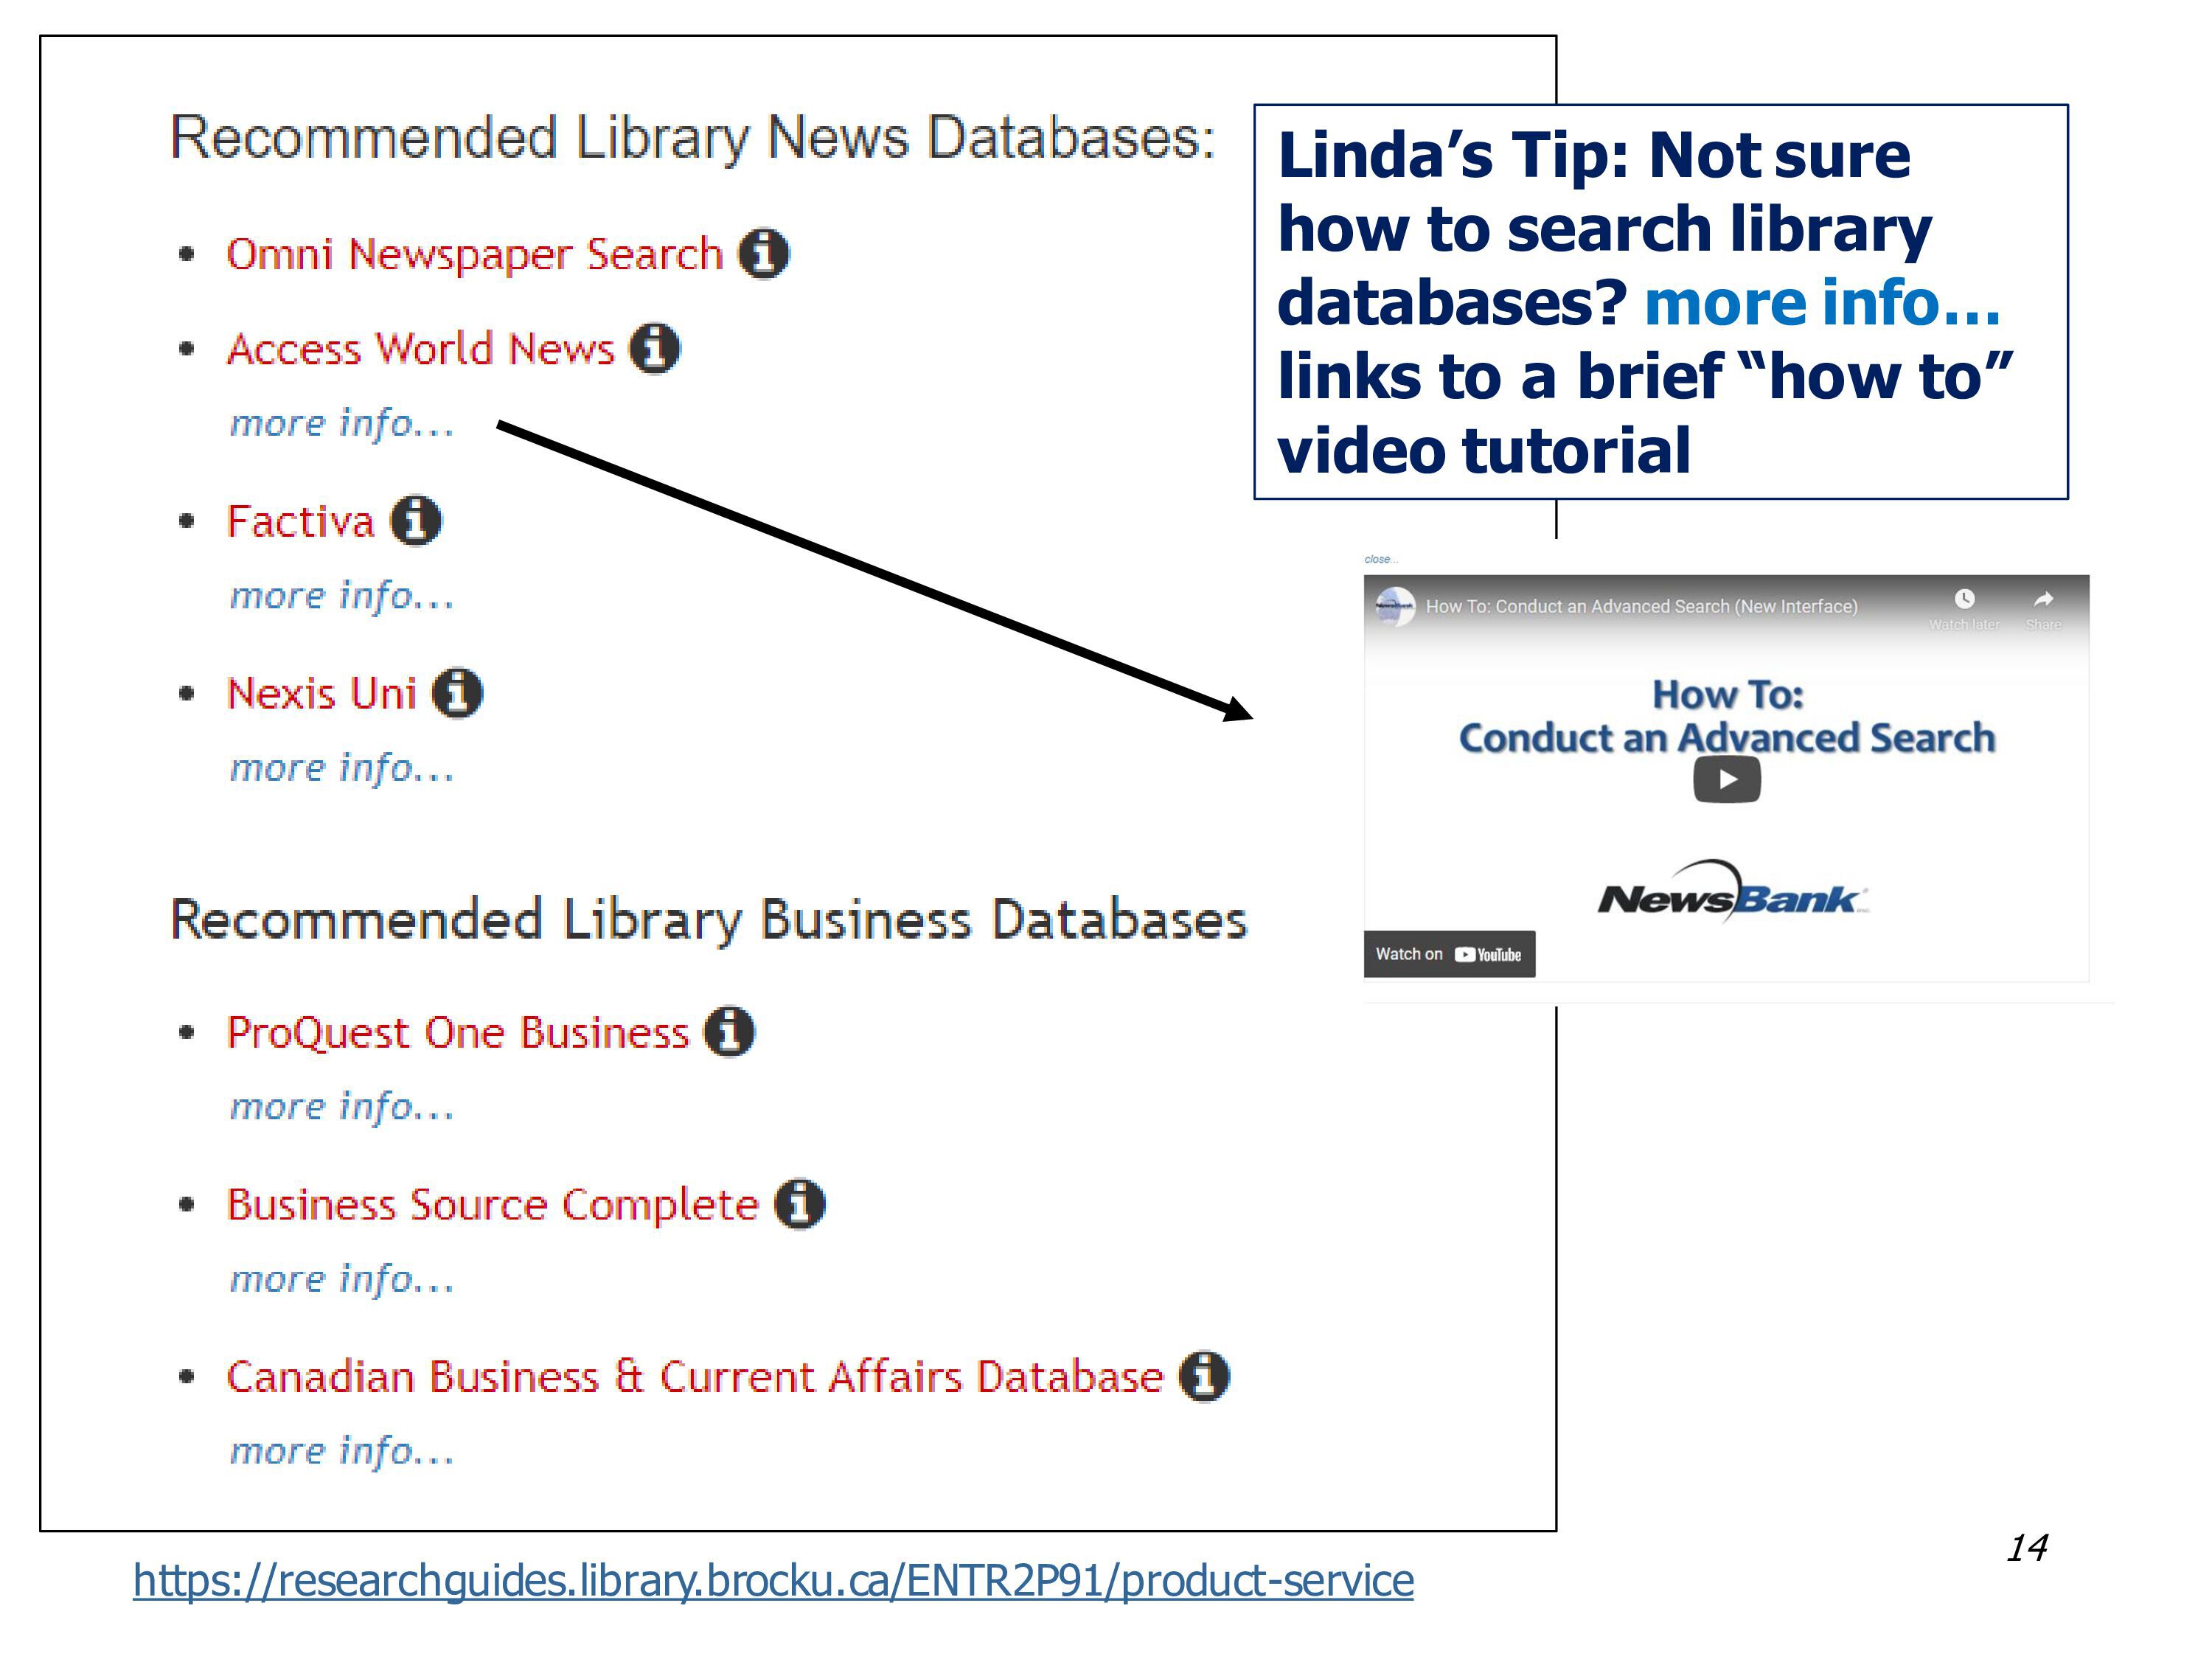 Recommended Library News Databases:
• Omni Newspaper Search
• Access World News
more info...
• Factiva
more info...
• Nexis Uni
more info...
Recommended Library Business Databases
• ProQuest One Business
more info...
• Business Source Complete
more info...
• Canadian Business & Current Affairs Database
more info...
Linda’s Tip: Not sure
how to search library
databases? more info…
links to a brief “how to”
video tutorial
close...
How To: Conduct an Advanced Search (New Interface)
Watch later
Share
How To:
Conduct an Advanced Search
NewsBank
Watch on YouTube
https://researchguides.library.brocku.ca/ENTR2P91/product-service
14